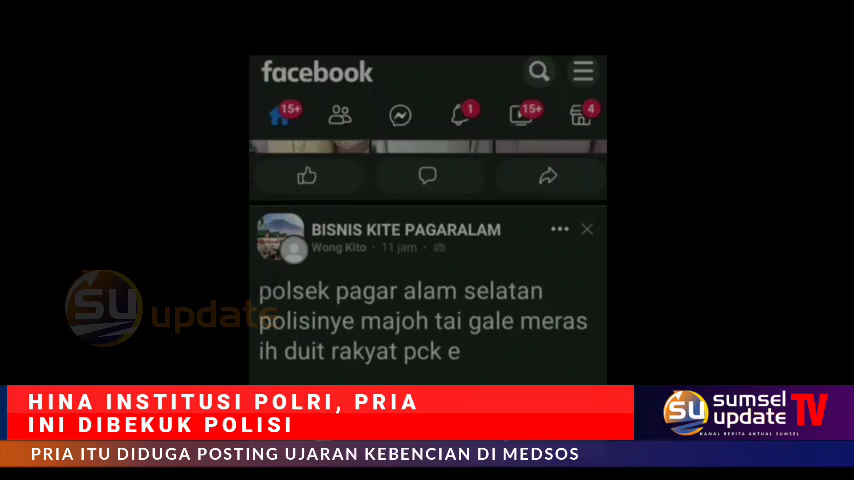 facebook
15+
1
15+
4
BISNIS KITE PAGARALAM
Wong Kito · 11 jam ·
polsek pagar alam selatan
polisinye majoh tai gale meras
ih duit rakyat pck e
su update
HINA INSTITUSI POLRI, PRIA
INI DIBEKUK POLISI
su sumsel update TV
KANAL BERITA AKTUAL SUMSEL
PRIA ITU DIDUGA POSTING UJARAN KEBENCIAN DI MEDSOS